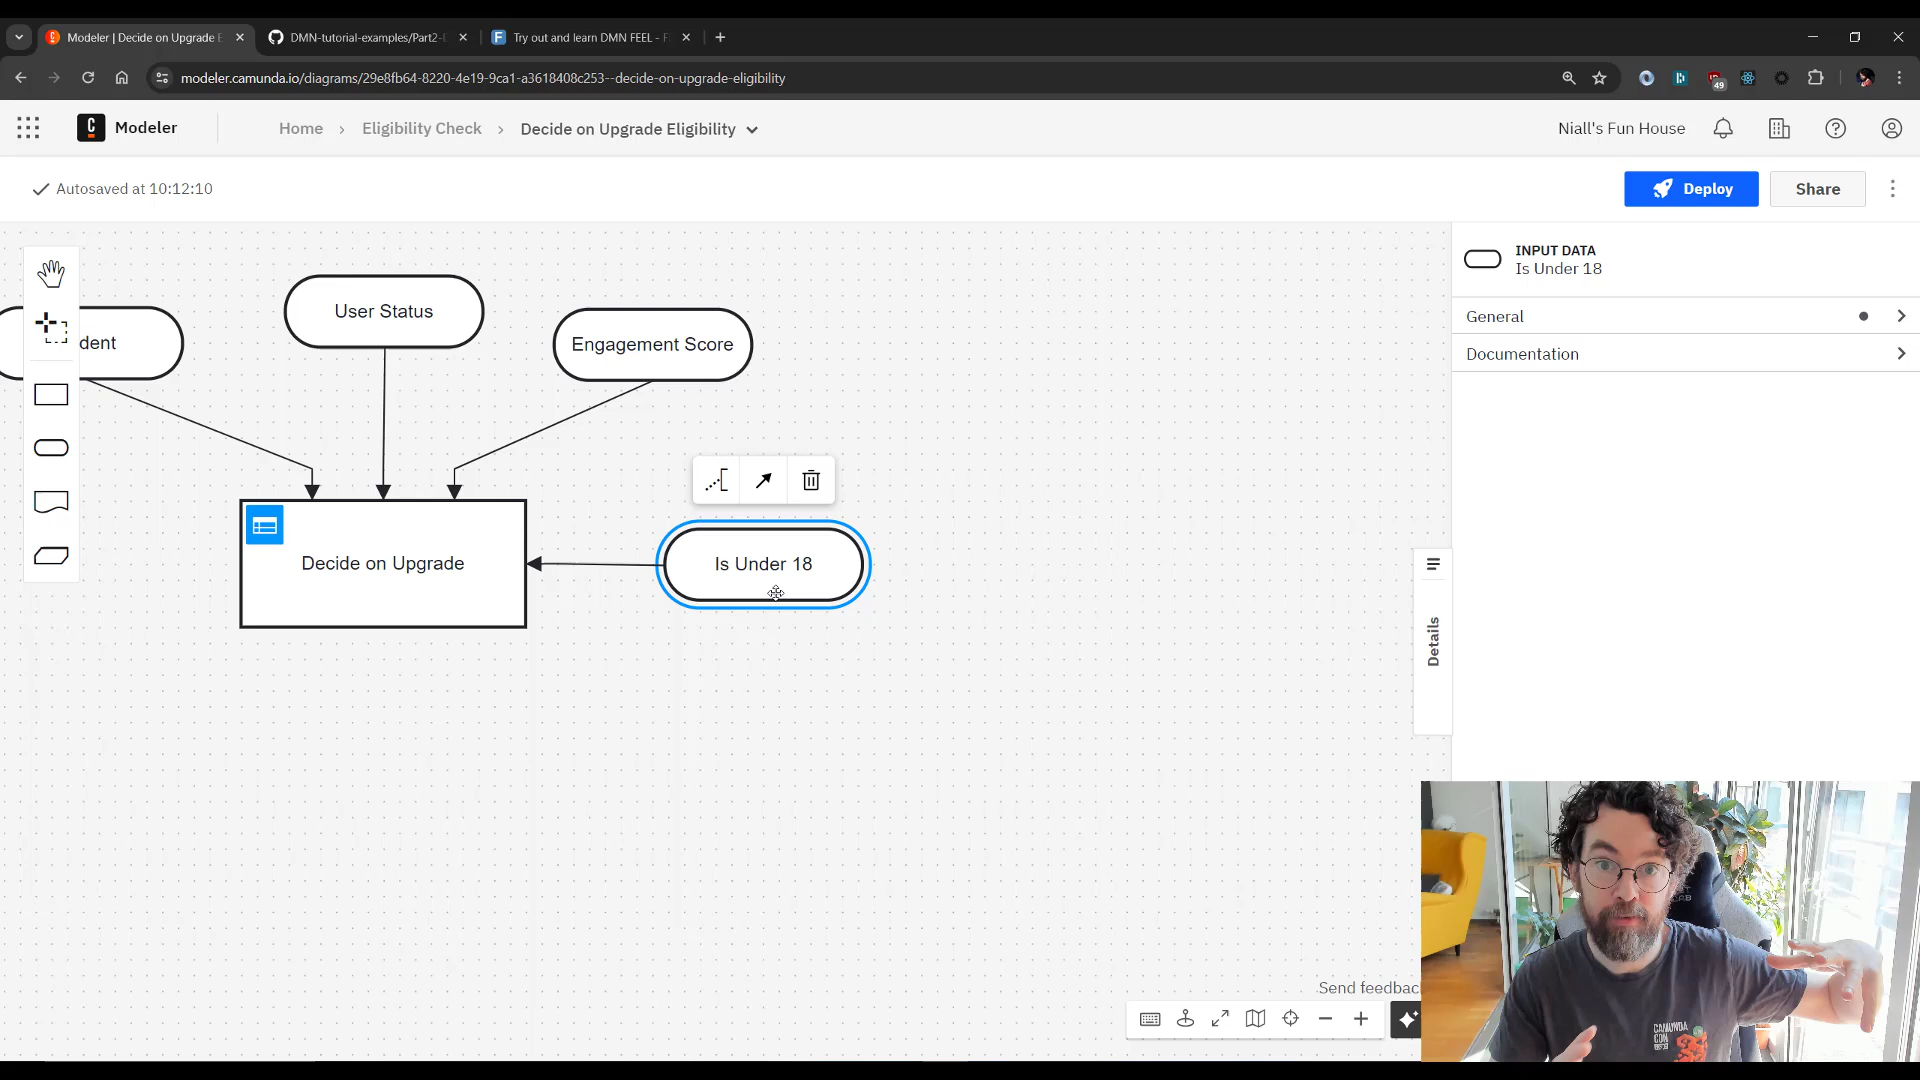 Modeler | Decide on Upgrade E
DMN-tutorial-examples/Part2-
Try out and learn DMN FEEL - F
modeler.camunda.io/diagrams/29e8fb64-8220-4e19-9ca1-a3618408c253--decide-on-upgrade-eligibility
49
Modeler
Home
Eligibility Check
Decide on Upgrade Eligibility
Niall's Fun House
Autosaved at 10:12:10
Deploy
Share
INPUT DATA
Is Under 18
General
Documentation
User Status
dent
Engagement Score
Decide on Upgrade
Is Under 18
Details
Send feedbac
CAMUNDA
CON